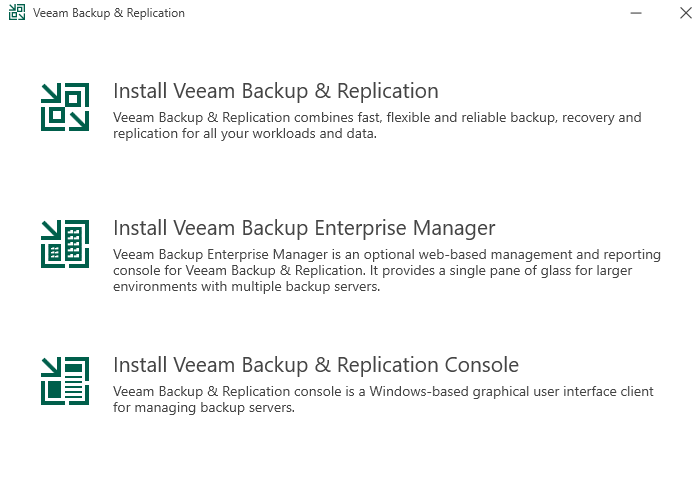 Veeam Backup & Replication
Install Veeam Backup & Replication
Veeam Backup & Replication combines fast, flexible and reliable backup, recovery and
replication for all your workloads and data.
Install Veeam Backup Enterprise Manager
Veeam Backup Enterprise Manager is an optional web-based management and reporting
console for Veeam Backup & Replication. It provides a single pane of glass for larger
environments with multiple backup servers.
Install Veeam Backup & Replication Console
Veeam Backup & Replication console is a Windows-based graphical user interface client
for managing backup servers.